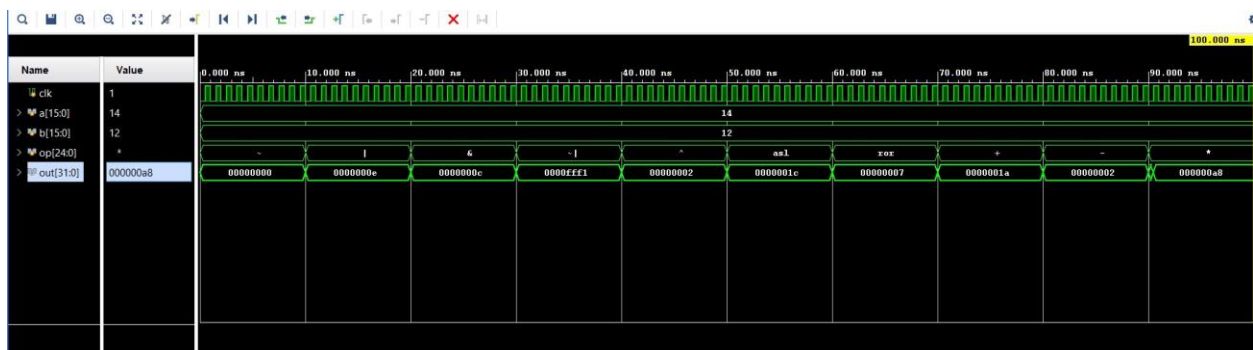 100.000 ns
Name Value 0.000 ns 10.000 ns 20.000 ns 30.000 ns 40.000 ns 50.000 ns 60.000 ns 70.000 ns 80.000 ns 90.000 ns
clk 1
a[15:0] 14 14
b[15:0] 12 12
op[24:0] * ~ | & ~| ^ asl ror + - *
out[31:0] 000000a8 00000000 0000000e 0000000c 0000fff1 00000002 0000001c 00000007 0000001a 00000002 000000a8